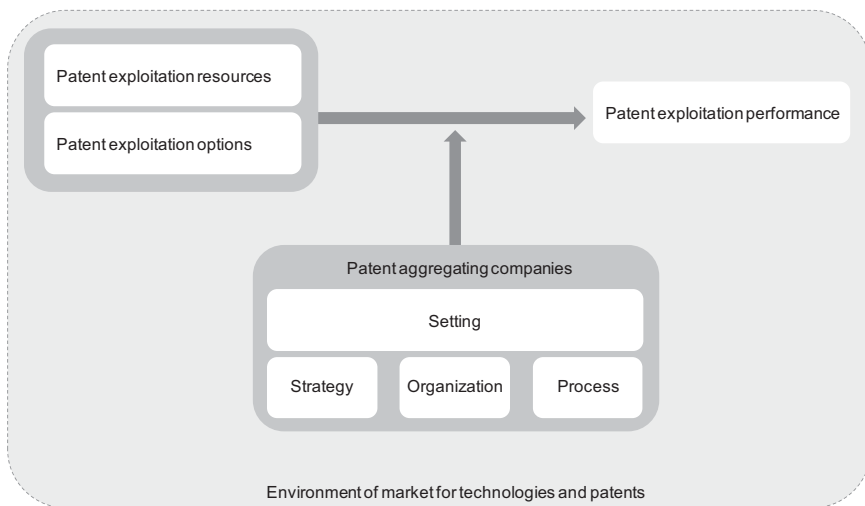 Patent exploitation resources
Patent exploitation options
Patent exploitation performance
Patent aggregating companies
Setting
Strategy
Organization
Process
Environment of market for technologies and patents